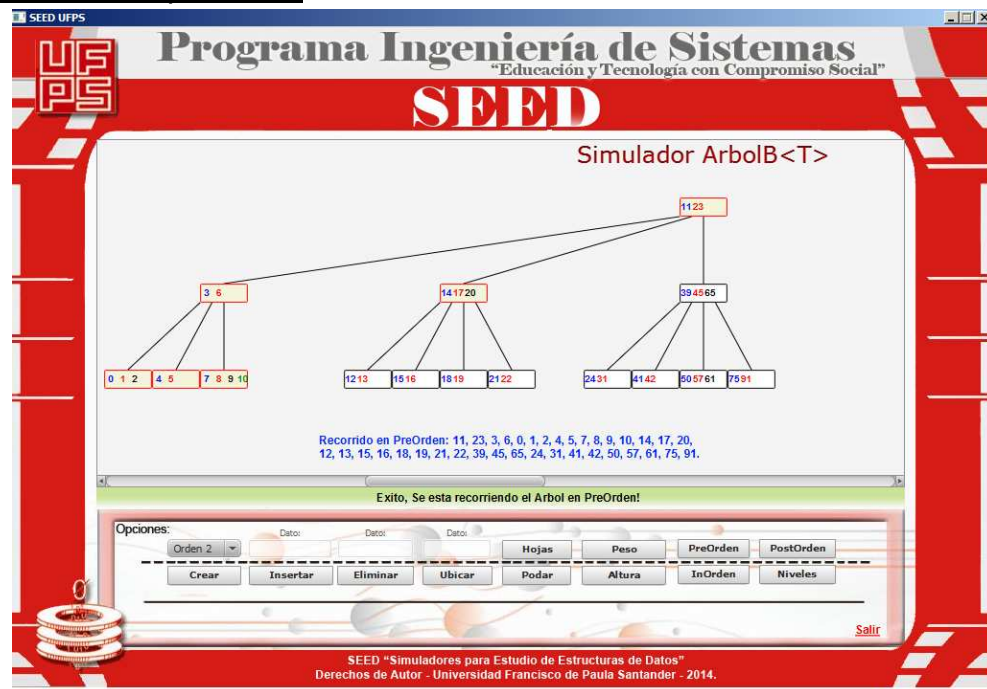 SEED UFPS
UFPS
Programa Ingeniería de Sistemas
“Educación y Tecnología con Compromiso Social”
SEED
Simulador ArbolB<T>
11 23
3 6
14 17 20
39 45 65
0 1 2 4 5 7 8 9 10 12 13 15 16 18 19 21 22 24 31 41 42 50 57 61 75 91
Recorrido en PreOrden: 11, 23, 3, 6, 0, 1, 2, 4, 5, 7, 8, 9, 10, 14, 17, 20,
12, 13, 15, 16, 18, 19, 21, 22, 39, 45, 65, 24, 31, 41, 42, 50, 57, 61, 75, 91.
Exito, Se esta recorriendo el Arbol en PreOrden!
Opciones:
Dato: Dato: Dato:
Orden 2 Hojas Peso PreOrden PostOrden
Crear Insertar Eliminar Ubicar Podar Altura InOrden Niveles
Salir
SEED “Simuladores para Estudio de Estructuras de Datos”
Derechos de Autor - Universidad Francisco de Paula Santander - 2014.